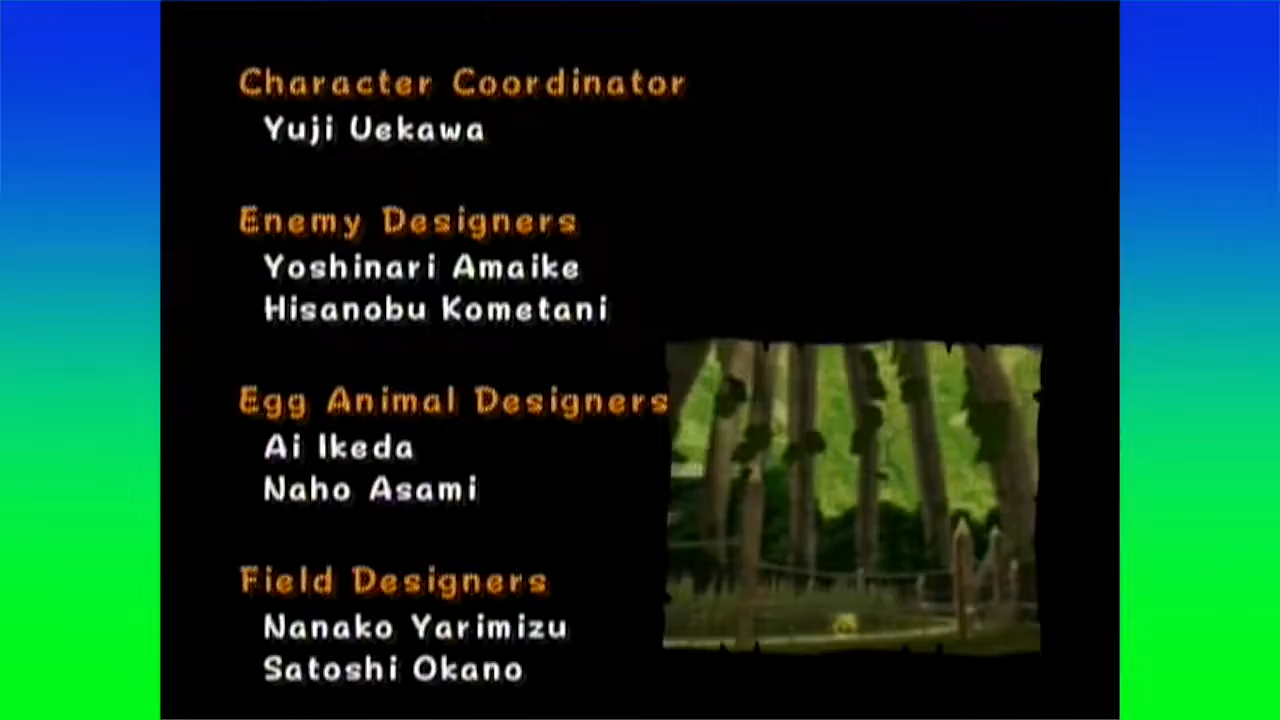 Character Coordinator
Yuji Uekawa
Enemy Designers
Yoshinari Amaike
Hisanobu Kometani
Egg Animal Designers
Ai Ikeda
Naho Asami
Field Designers
Nanako Yarimizu
Satoshi Okano